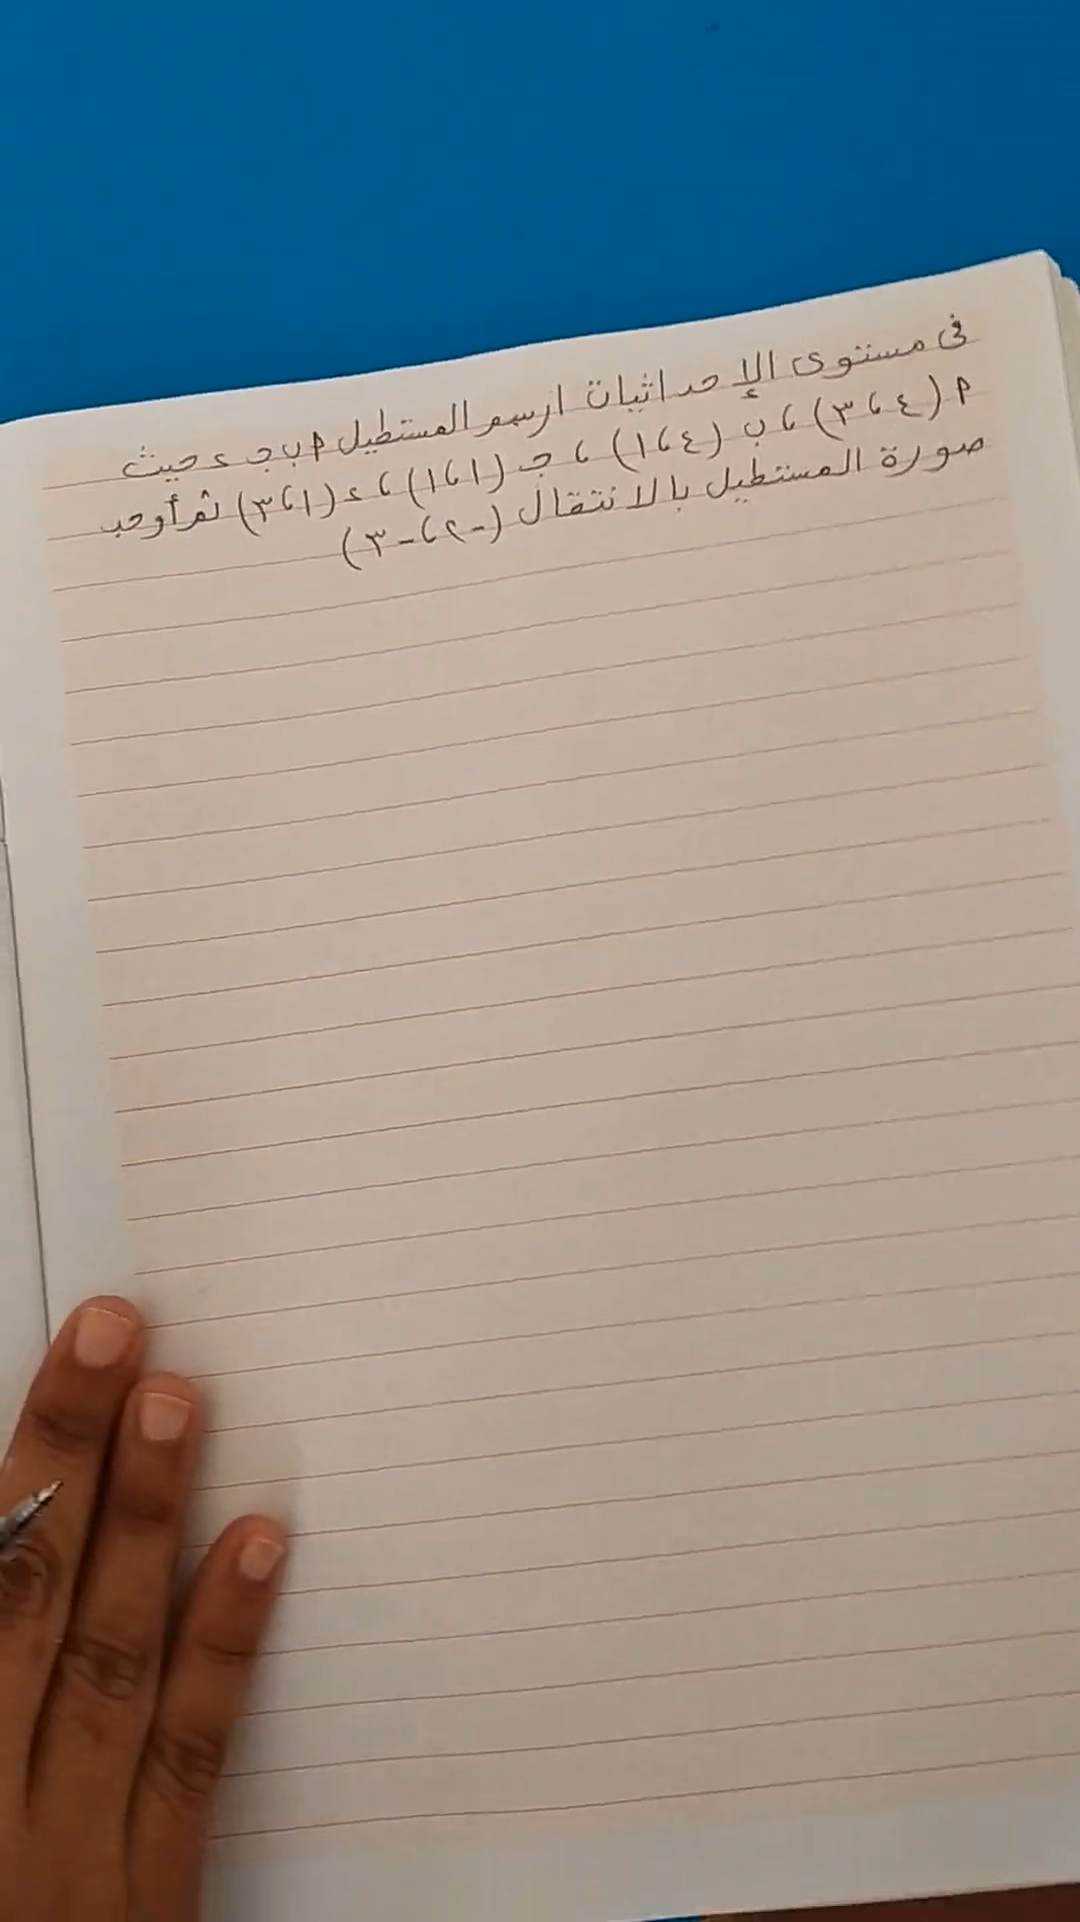 فى مستوى الإحداثيات ارسم المستطيل أ ب جـ ء حيث
أ (٤ ، ٣) ، ب (٤ ، ١) ، جـ (١ ، ١) ، ء (١ ، ٣) ثم أوجد
صورة المستطيل بالانتقال (-٢ ، -٣)